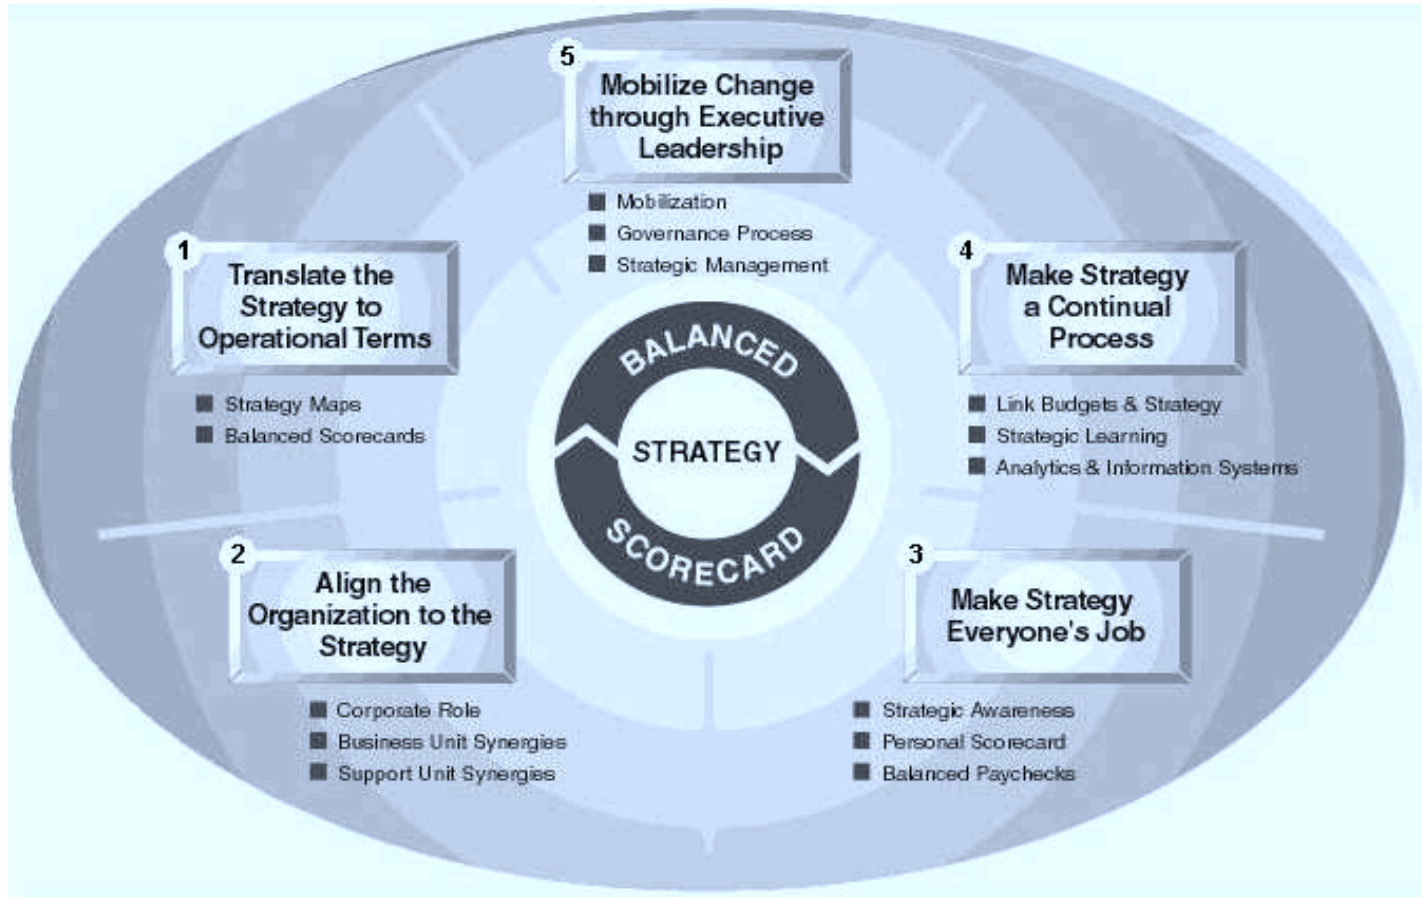 5
Mobilize Change
through Executive
Leadership
Mobilization
Governance Process
Strategic Management
1
Translate the
Strategy to
Operational Terms
Strategy Maps
Balanced Scorecards
4
Make Strategy
a Continual
Process
Link Budgets & Strategy
Strategic Learning
Analytics & Information Systems
BALANCED
STRATEGY
SCORECARD
2
Align the
Organization to the
Strategy
Corporate Role
Business Unit Synergies
Support Unit Synergies
3
Make Strategy
Everyone's Job
Strategic Awareness
Personal Scorecard
Balanced Paychecks